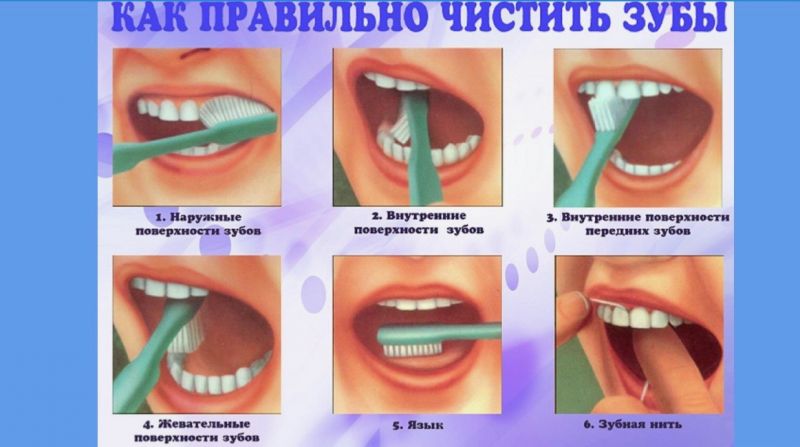 КАК ПРАВИЛЬНО ЧИСТИТЬ ЗУБЫ
1. Наружные
поверхности зубов
2. Внутренние
поверхности зубов
3. Внутренние поверхности
передних зубов
4. Жевательные
поверхности зубов
5. Язык
6. Зубная нить